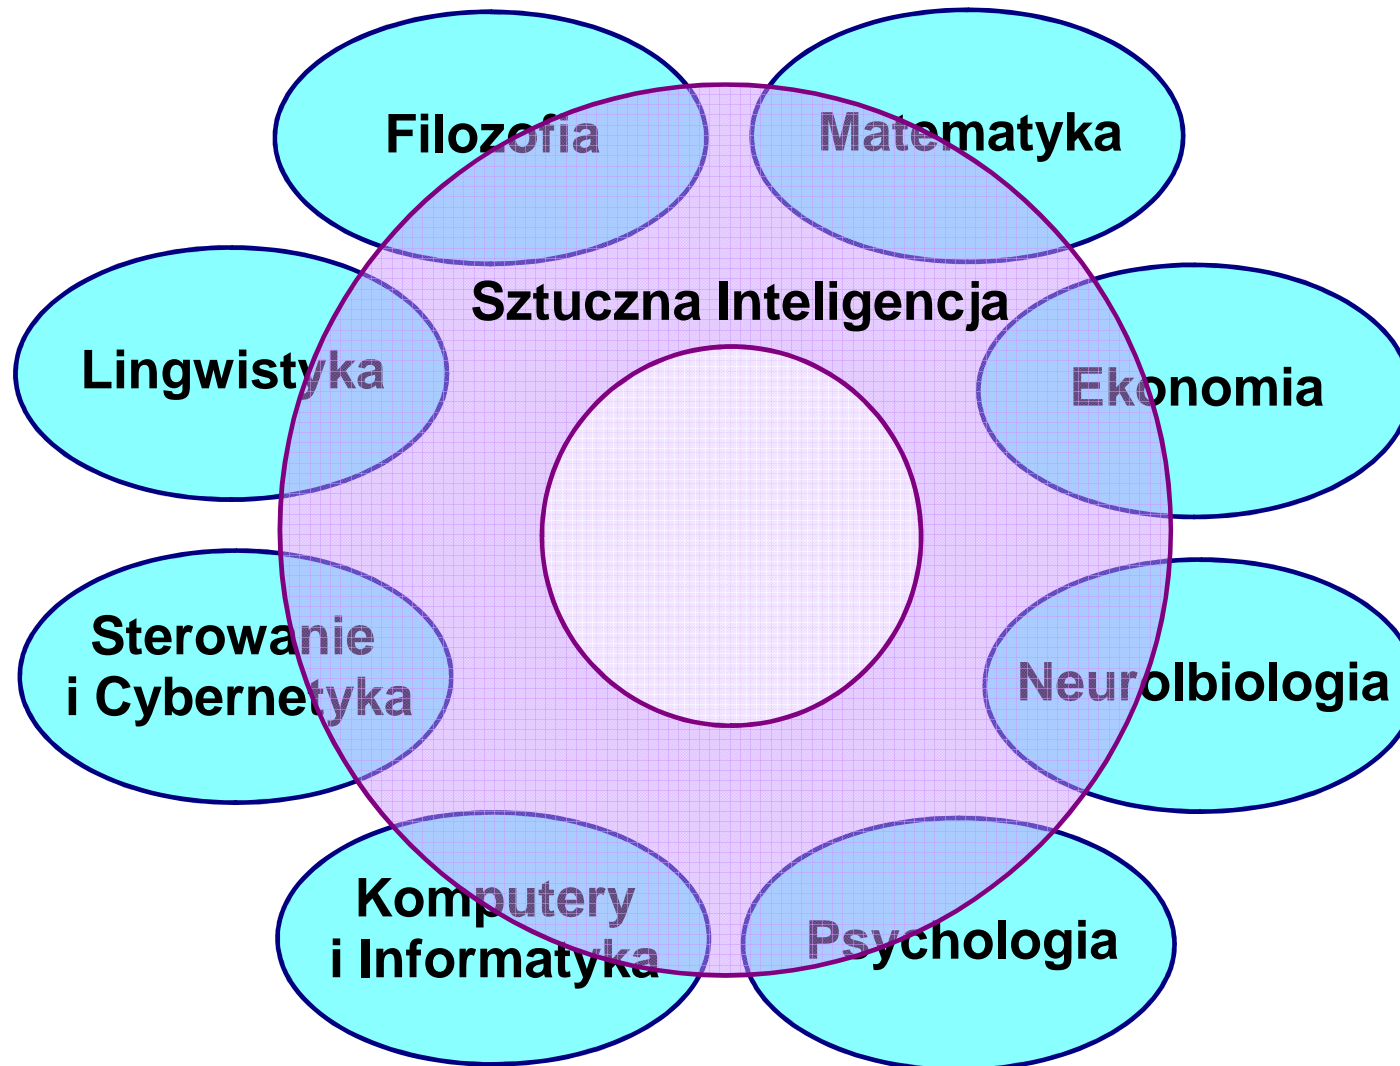 Filozofia
Matematyka
Sztuczna Inteligencja
Lingwistyka
Ekonomia
Sterowanie
i Cybernetyka
Neurolbiologia
Komputery
i Informatyka
Psychologia